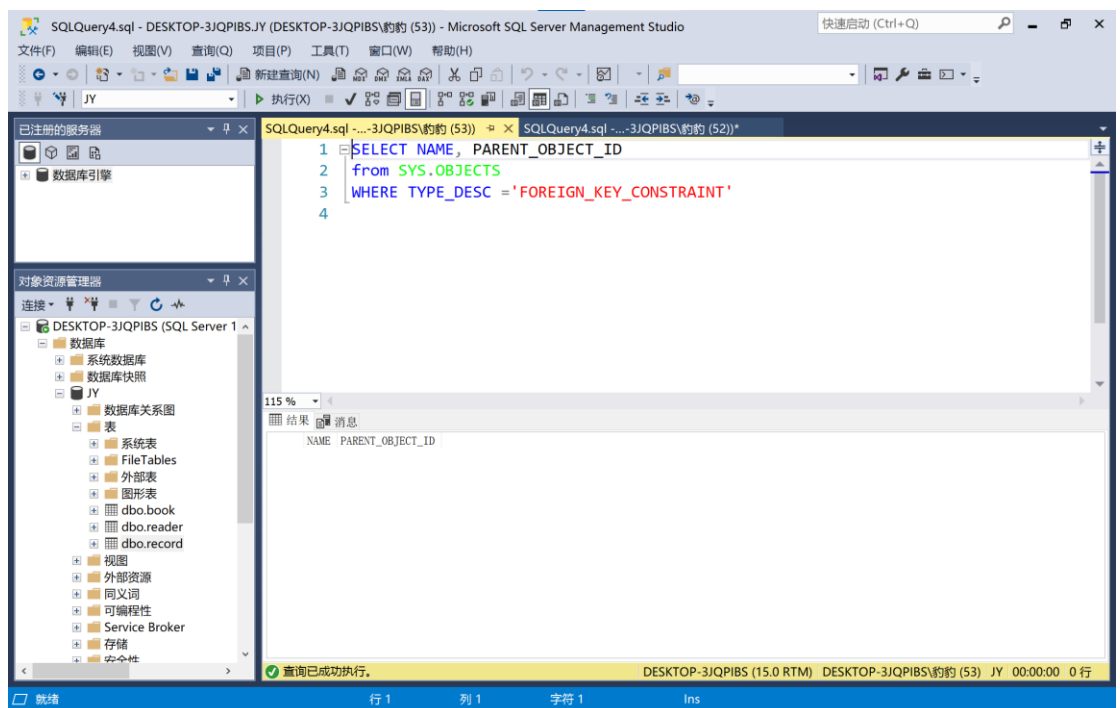 SQLQuery4.sql - DESKTOP-3JQPIBS.JY (DESKTOP-3JQPIBS\豹豹 (53)) - Microsoft SQL Server Management Studio
快速启动 (Ctrl+Q)
文件(F) 编辑(E) 视图(V) 查询(Q) 项目(P) 工具(T) 窗口(W) 帮助(H)
新建查询(N)
JY
执行(X)
已注册的服务器
数据库引擎
对象资源管理器
连接
DESKTOP-3JQPIBS (SQL Server 1
数据库
系统数据库
数据库快照
JY
数据库关系图
表
系统表
FileTables
外部表
图形表
dbo.book
dbo.reader
dbo.record
视图
外部资源
同义词
可编程性
Service Broker
存储
安全性
SQLQuery4.sql -...-3JQPIBS\豹豹 (53)) SQLQuery4.sql -...-3JQPIBS\豹豹 (52))*
1 SELECT NAME, PARENT_OBJECT_ID
2 from SYS.OBJECTS
3 WHERE TYPE_DESC ='FOREIGN_KEY_CONSTRAINT'
4
115 %
结果 消息
NAME PARENT_OBJECT_ID
查询已成功执行。 DESKTOP-3JQPIBS (15.0 RTM) DESKTOP-3JQPIBS\豹豹 (53) JY 00:00:00 0 行
就绪 行 1 列 1 字符 1 Ins